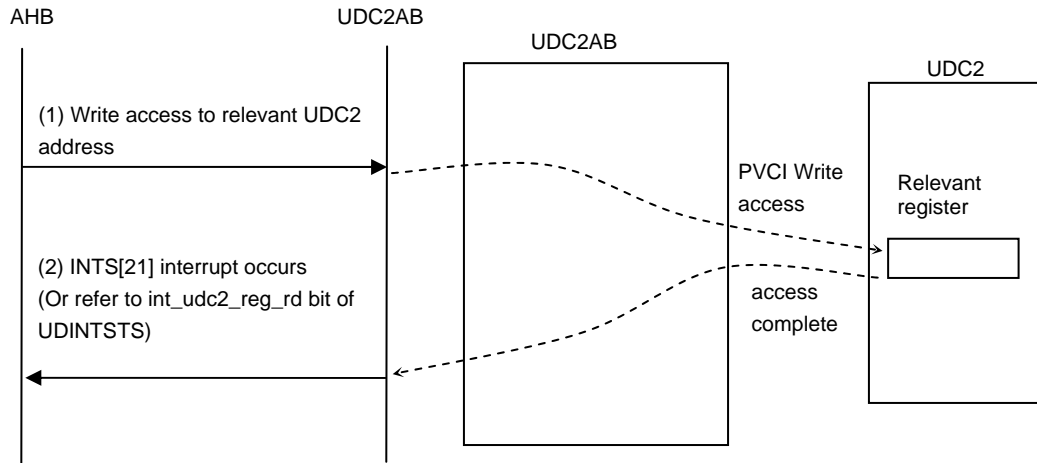 AHB
UDC2AB
UDC2AB
UDC2
(1) Write access to relevant UDC2
address
PVCI Write
access
Relevant
register
(2) INTS[21] interrupt occurs
(Or refer to int_udc2_reg_rd bit of
UDINTSTS)
access
complete